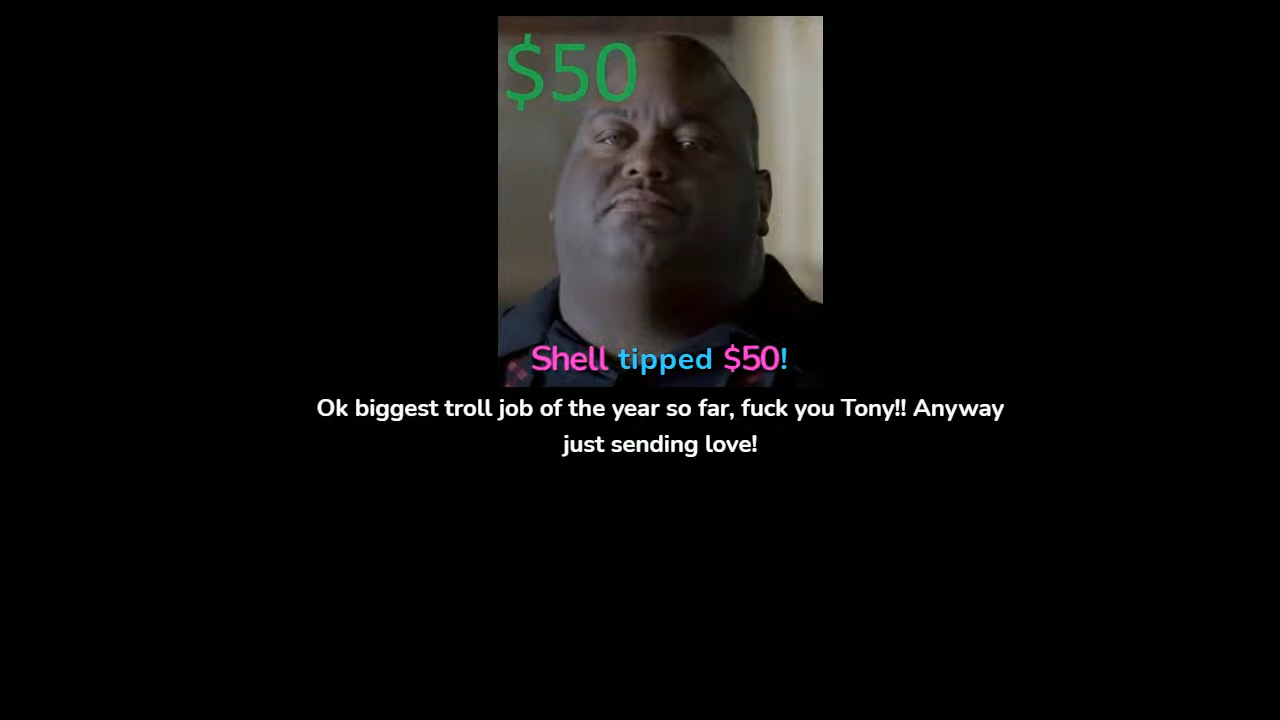 $50
Shell tipped $50!
Ok biggest troll job of the year so far, fuck you Tony!! Anyway
just sending love!